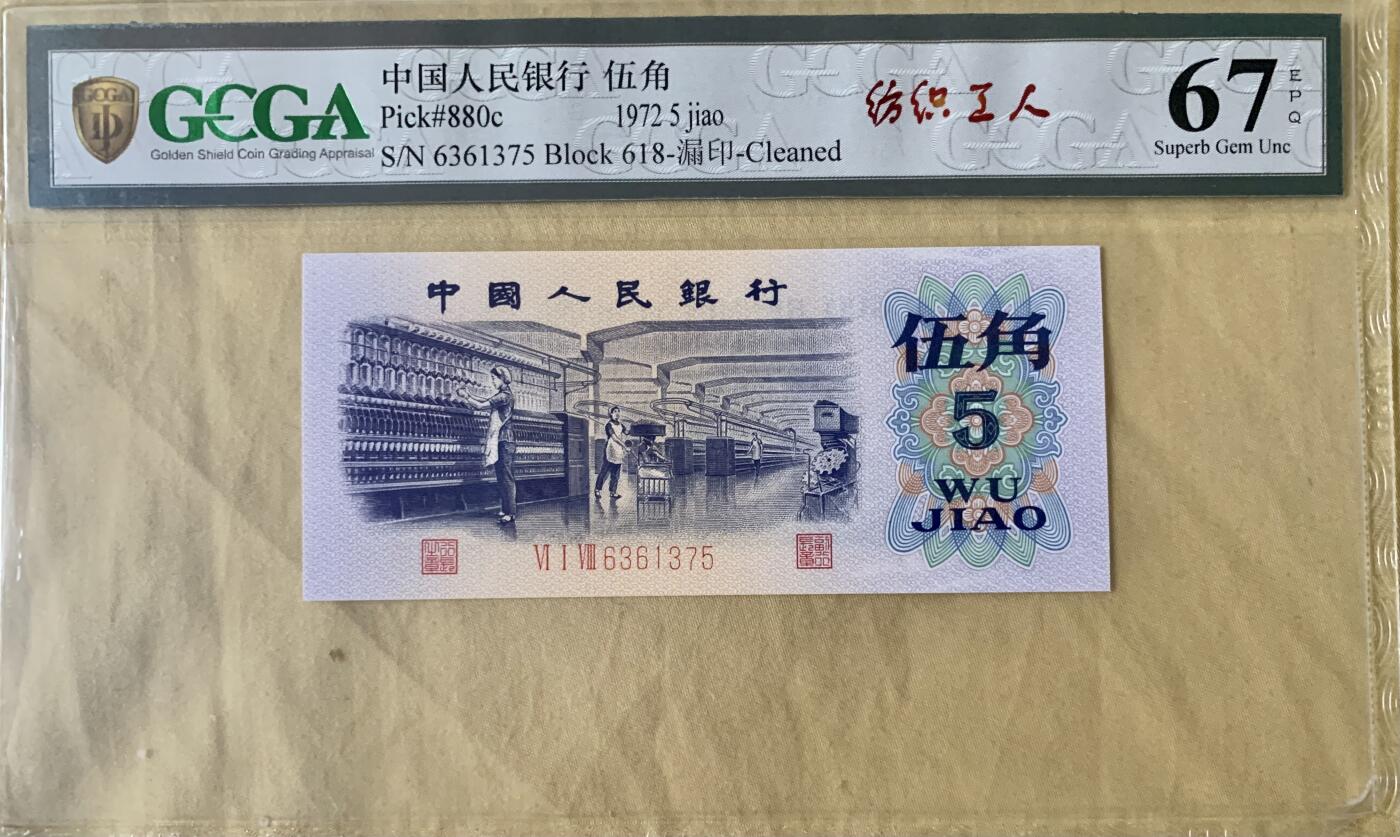 中国人民银行 伍角
GCGA
Golden Shield Coin Grading Appraisal
Pick#880c 1972 5 jiao
S/N 6361375 Block 618-漏印-Cleaned
纺织工人
67
EPQ
Superb Gem Unc
中國人民銀行
伍角
5
WU
JIAO
VI I VIII 6361375